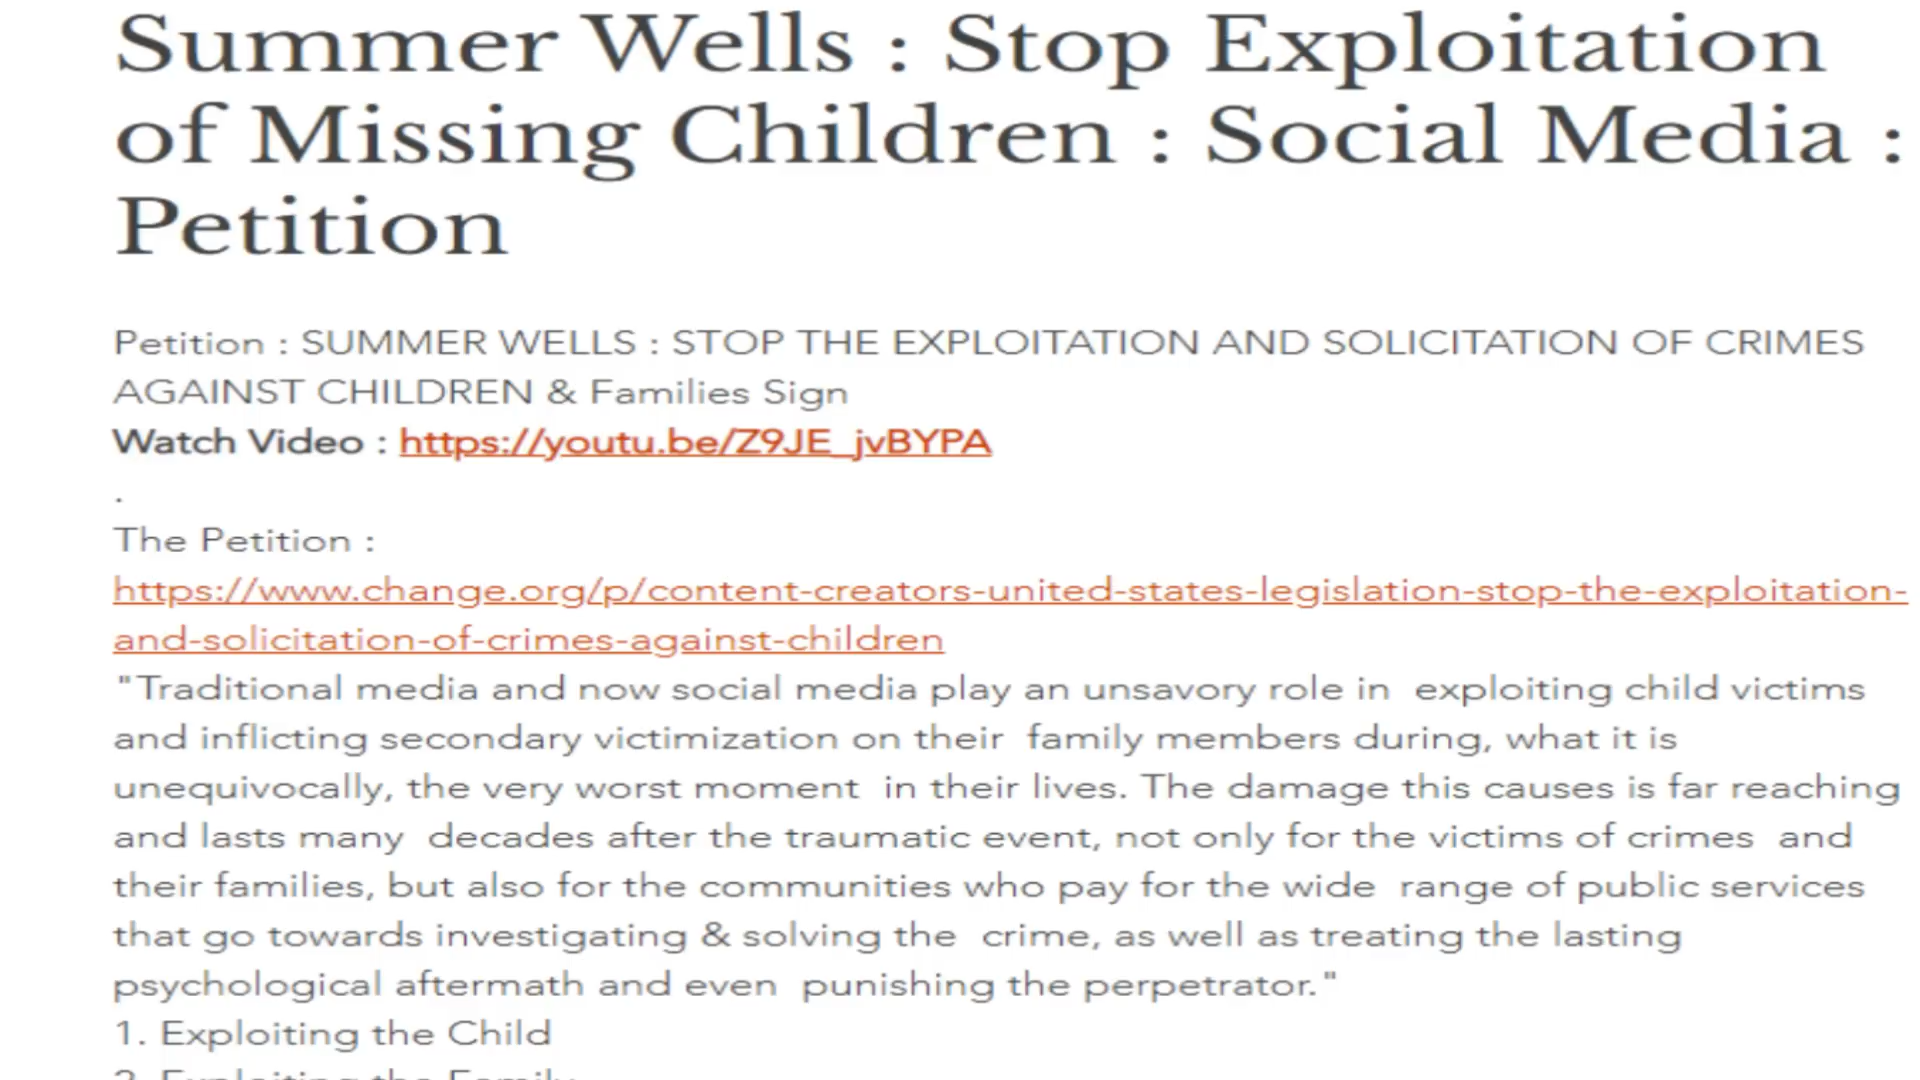 Summer Wells : Stop Exploitation
of Missing Children : Social Media :
Petition
Petition : SUMMER WELLS : STOP THE EXPLOITATION AND SOLICITATION OF CRIMES
AGAINST CHILDREN & Families Sign
Watch Video : https://youtu.be/Z9JE_jvBYPA
.
The Petition :
https://www.change.org/p/content-creators-united-states-legislation-stop-the-exploitation-
and-solicitation-of-crimes-against-children
"Traditional media and now social media play an unsavory role in  exploiting child victims
and inflicting secondary victimization on their  family members during, what it is
unequivocally, the very worst moment  in their lives. The damage this causes is far reaching
and lasts many  decades after the traumatic event, not only for the victims of crimes  and
their families, but also for the communities who pay for the wide  range of public services
that go towards investigating & solving the  crime, as well as treating the lasting
psychological aftermath and even  punishing the perpetrator."
1. Exploiting the Child
2. Exploiting the Family